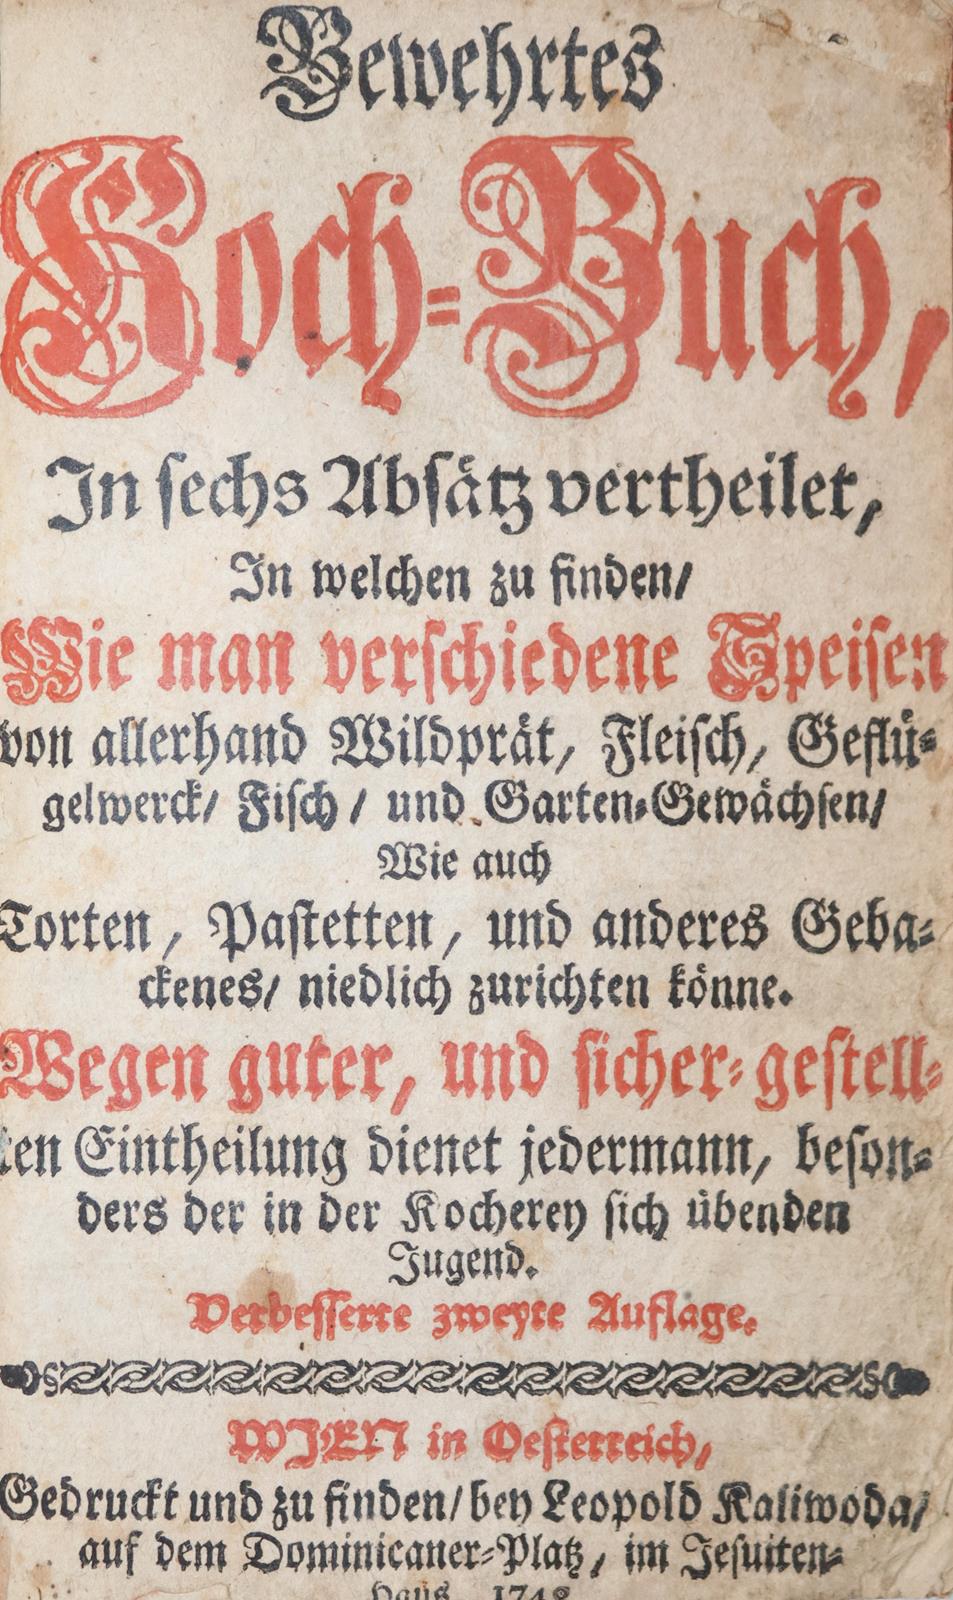 Bewehrtes
Koch=Buch,
In sechs Absätz vertheilet,
In welchen zu finden/
Wie man verschiedene Speisen
von allerhand Wildprät, Fleisch, Geflü=
gelwerck/ Fisch / und Garten=Gewächsen/
Wie auch
Torten, Pastetten, und anderes Geba=
ckenes/ niedlich zurichten könne.
Wegen guter, und sicher=gestell=
ten Eintheilung dienet jedermann, beson=
ders der in der Kocherey sich übenden
Jugend.
Verbesserte zweyte Auflage.
WJEN in Oesterreich,
Gedruckt und zu finden/ bey Leopold Kaliwoda/
auf dem Dominicaner=Platz, im Jesuiten=
Haus 1748